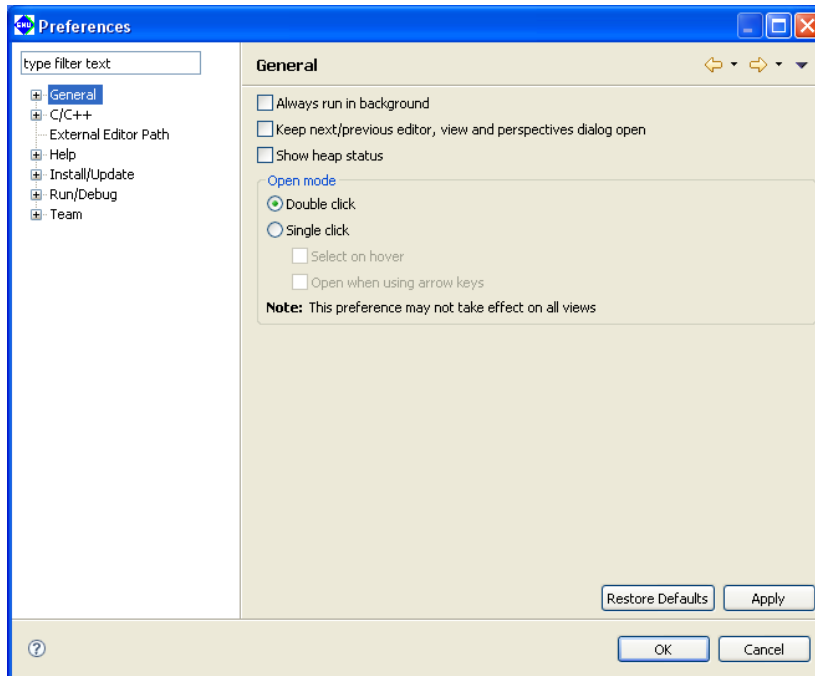 GNU Preferences
type filter text
General
General
C/C++
External Editor Path
Help
Install/Update
Run/Debug
Team
Always run in background
Keep next/previous editor, view and perspectives dialog open
Show heap status
Open mode
Double click
Single click
Select on hover
Open when using arrow keys
Note: This preference may not take effect on all views
Restore Defaults Apply
? OK Cancel